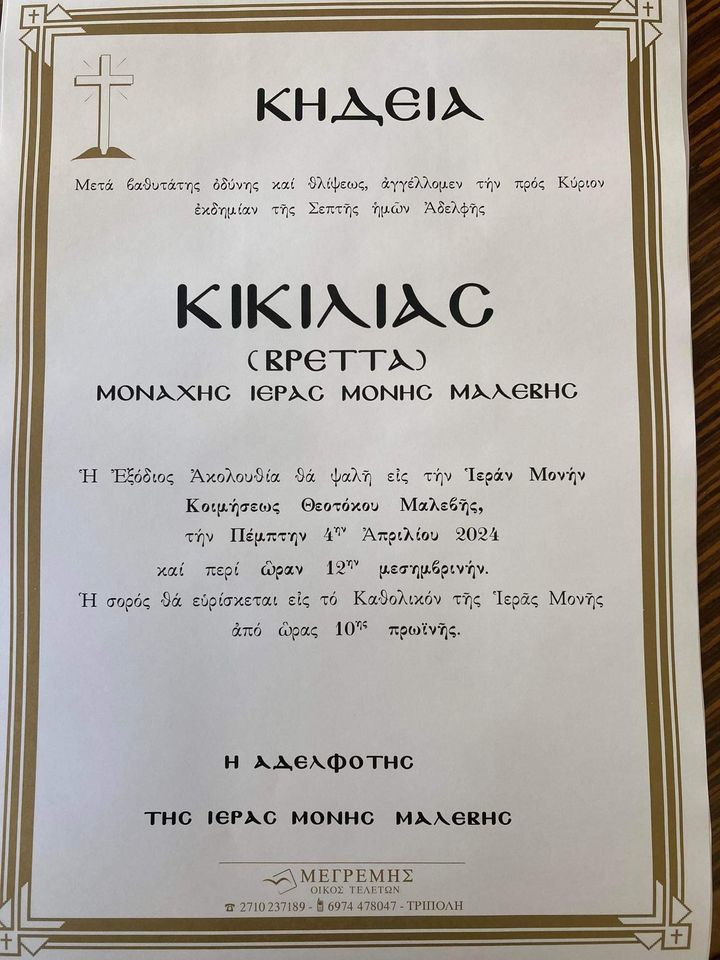 ΚΗΔΕΙΑ
Μετά βαθυτάτης ὀδύνης καί θλίψεως, ἀγγέλλομεν τήν πρός Κύριον
ἐκδημίαν τῆς Σεπτῆς ἡμῶν Ἀδελφῆς
ΚΙΚΙΛΙΑΣ
(ΒΡΕΤΤΑ)
ΜΟΝΑΧΗΣ ΙΕΡΑΣ ΜΟΝΗΣ ΜΑΛΕΒΗΣ
Ἡ Ἐξόδιος Ἀκολουθία θά ψαλῆ εἰς τήν Ἱεράν Μονήν
Κοιμήσεως Θεοτόκου Μαλεβῆς,
τήν Πέμπτην 4ην Ἀπριλίου 2024
καί περί ὥραν 12ην μεσημβρινήν.
Ἡ σορός θά εὑρίσκεται εἰς τό Καθολικόν τῆς Ἱερᾶς Μονῆς
ἀπό ὥρας 10ης πρωϊνῆς.
Η ΑΔΕΛΦΟΤΗΣ
ΤΗΣ ΙΕΡΑΣ ΜΟΝΗΣ ΜΑΛΕΒΗΣ
ΜΕΓΡΕΜΗΣ
ΟΙΚΟΣ ΤΕΛΕΤΩΝ
☎ 2710 237189 - 📱 6974 478047 - ΤΡΙΠΟΛΗ